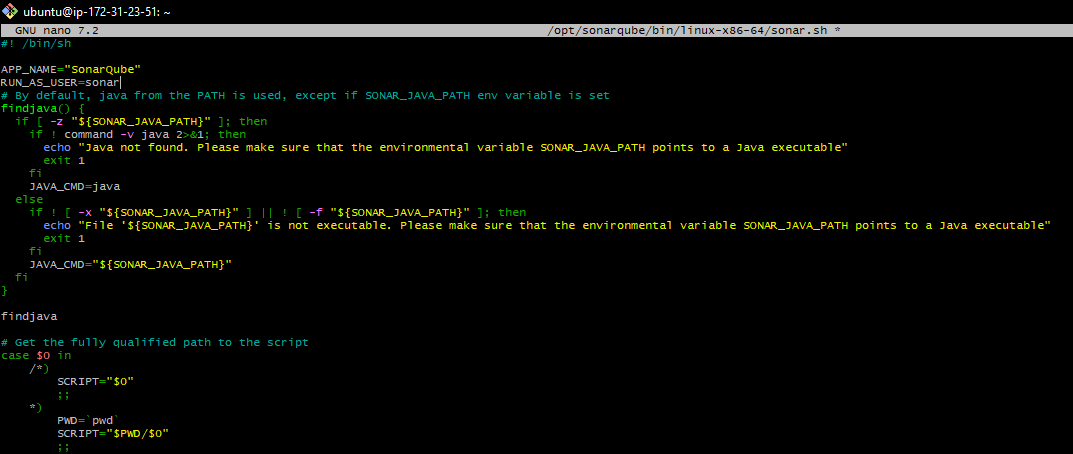 ubuntu@ip-172-31-23-51: ~
GNU nano 7.2 /opt/sonarqube/bin/linux-x86-64/sonar.sh *
#! /bin/sh

APP_NAME="SonarQube"
RUN_AS_USER=sonar
# By default, java from the PATH is used, except if SONAR_JAVA_PATH env variable is set
findjava() {
  if [ -z "${SONAR_JAVA_PATH}" ]; then
    if ! command -v java 2>&1; then
      echo "Java not found. Please make sure that the environmental variable SONAR_JAVA_PATH points to a Java executable"
      exit 1
    fi
    JAVA_CMD=java
  else
    if ! [ -x "${SONAR_JAVA_PATH}" ] || ! [ -f "${SONAR_JAVA_PATH}" ]; then
      echo "File '${SONAR_JAVA_PATH}' is not executable. Please make sure that the environmental variable SONAR_JAVA_PATH points to a Java executable"
      exit 1
    fi
    JAVA_CMD="${SONAR_JAVA_PATH}"
  fi
}

findjava

# Get the fully qualified path to the script
case $0 in
    /*)
        SCRIPT="$0"
        ;;
    *)
        PWD=`pwd`
        SCRIPT="$PWD/$0"
        ;;